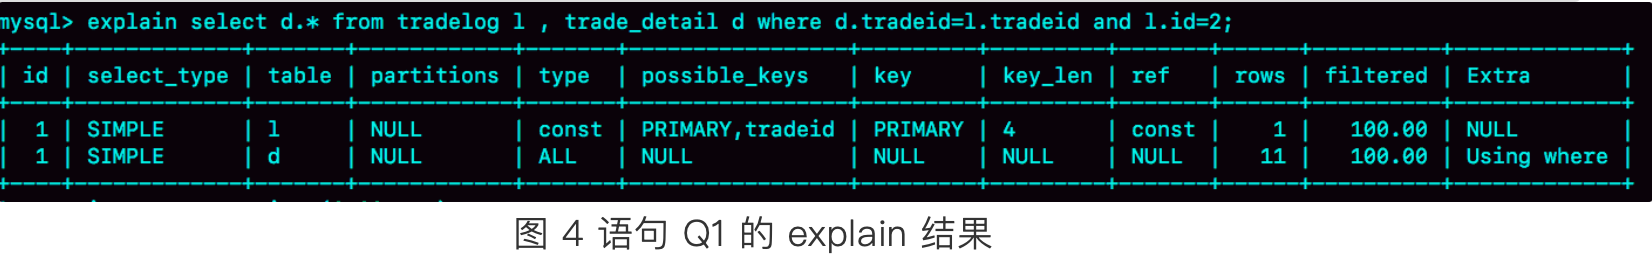 mysql> explain select d.* from tradelog l , trade_detail d where d.tradeid=l.tradeid and l.id=2;
+----+-------------+-------+------------+-------+-----------------+---------+---------+-------+------+----------+-------------+
| id | select_type | table | partitions | type | possible_keys | key | key_len | ref | rows | filtered | Extra |
+----+-------------+-------+------------+-------+-----------------+---------+---------+-------+------+----------+-------------+
| 1 | SIMPLE | l | NULL | const | PRIMARY,tradeid | PRIMARY | 4 | const | 1 | 100.00 | NULL |
| 1 | SIMPLE | d | NULL | ALL | NULL | NULL | NULL | NULL | 11 | 100.00 | Using where |
+----+-------------+-------+------------+-------+-----------------+---------+---------+-------+------+----------+-------------+
图 4 语句 Q1 的 explain 结果